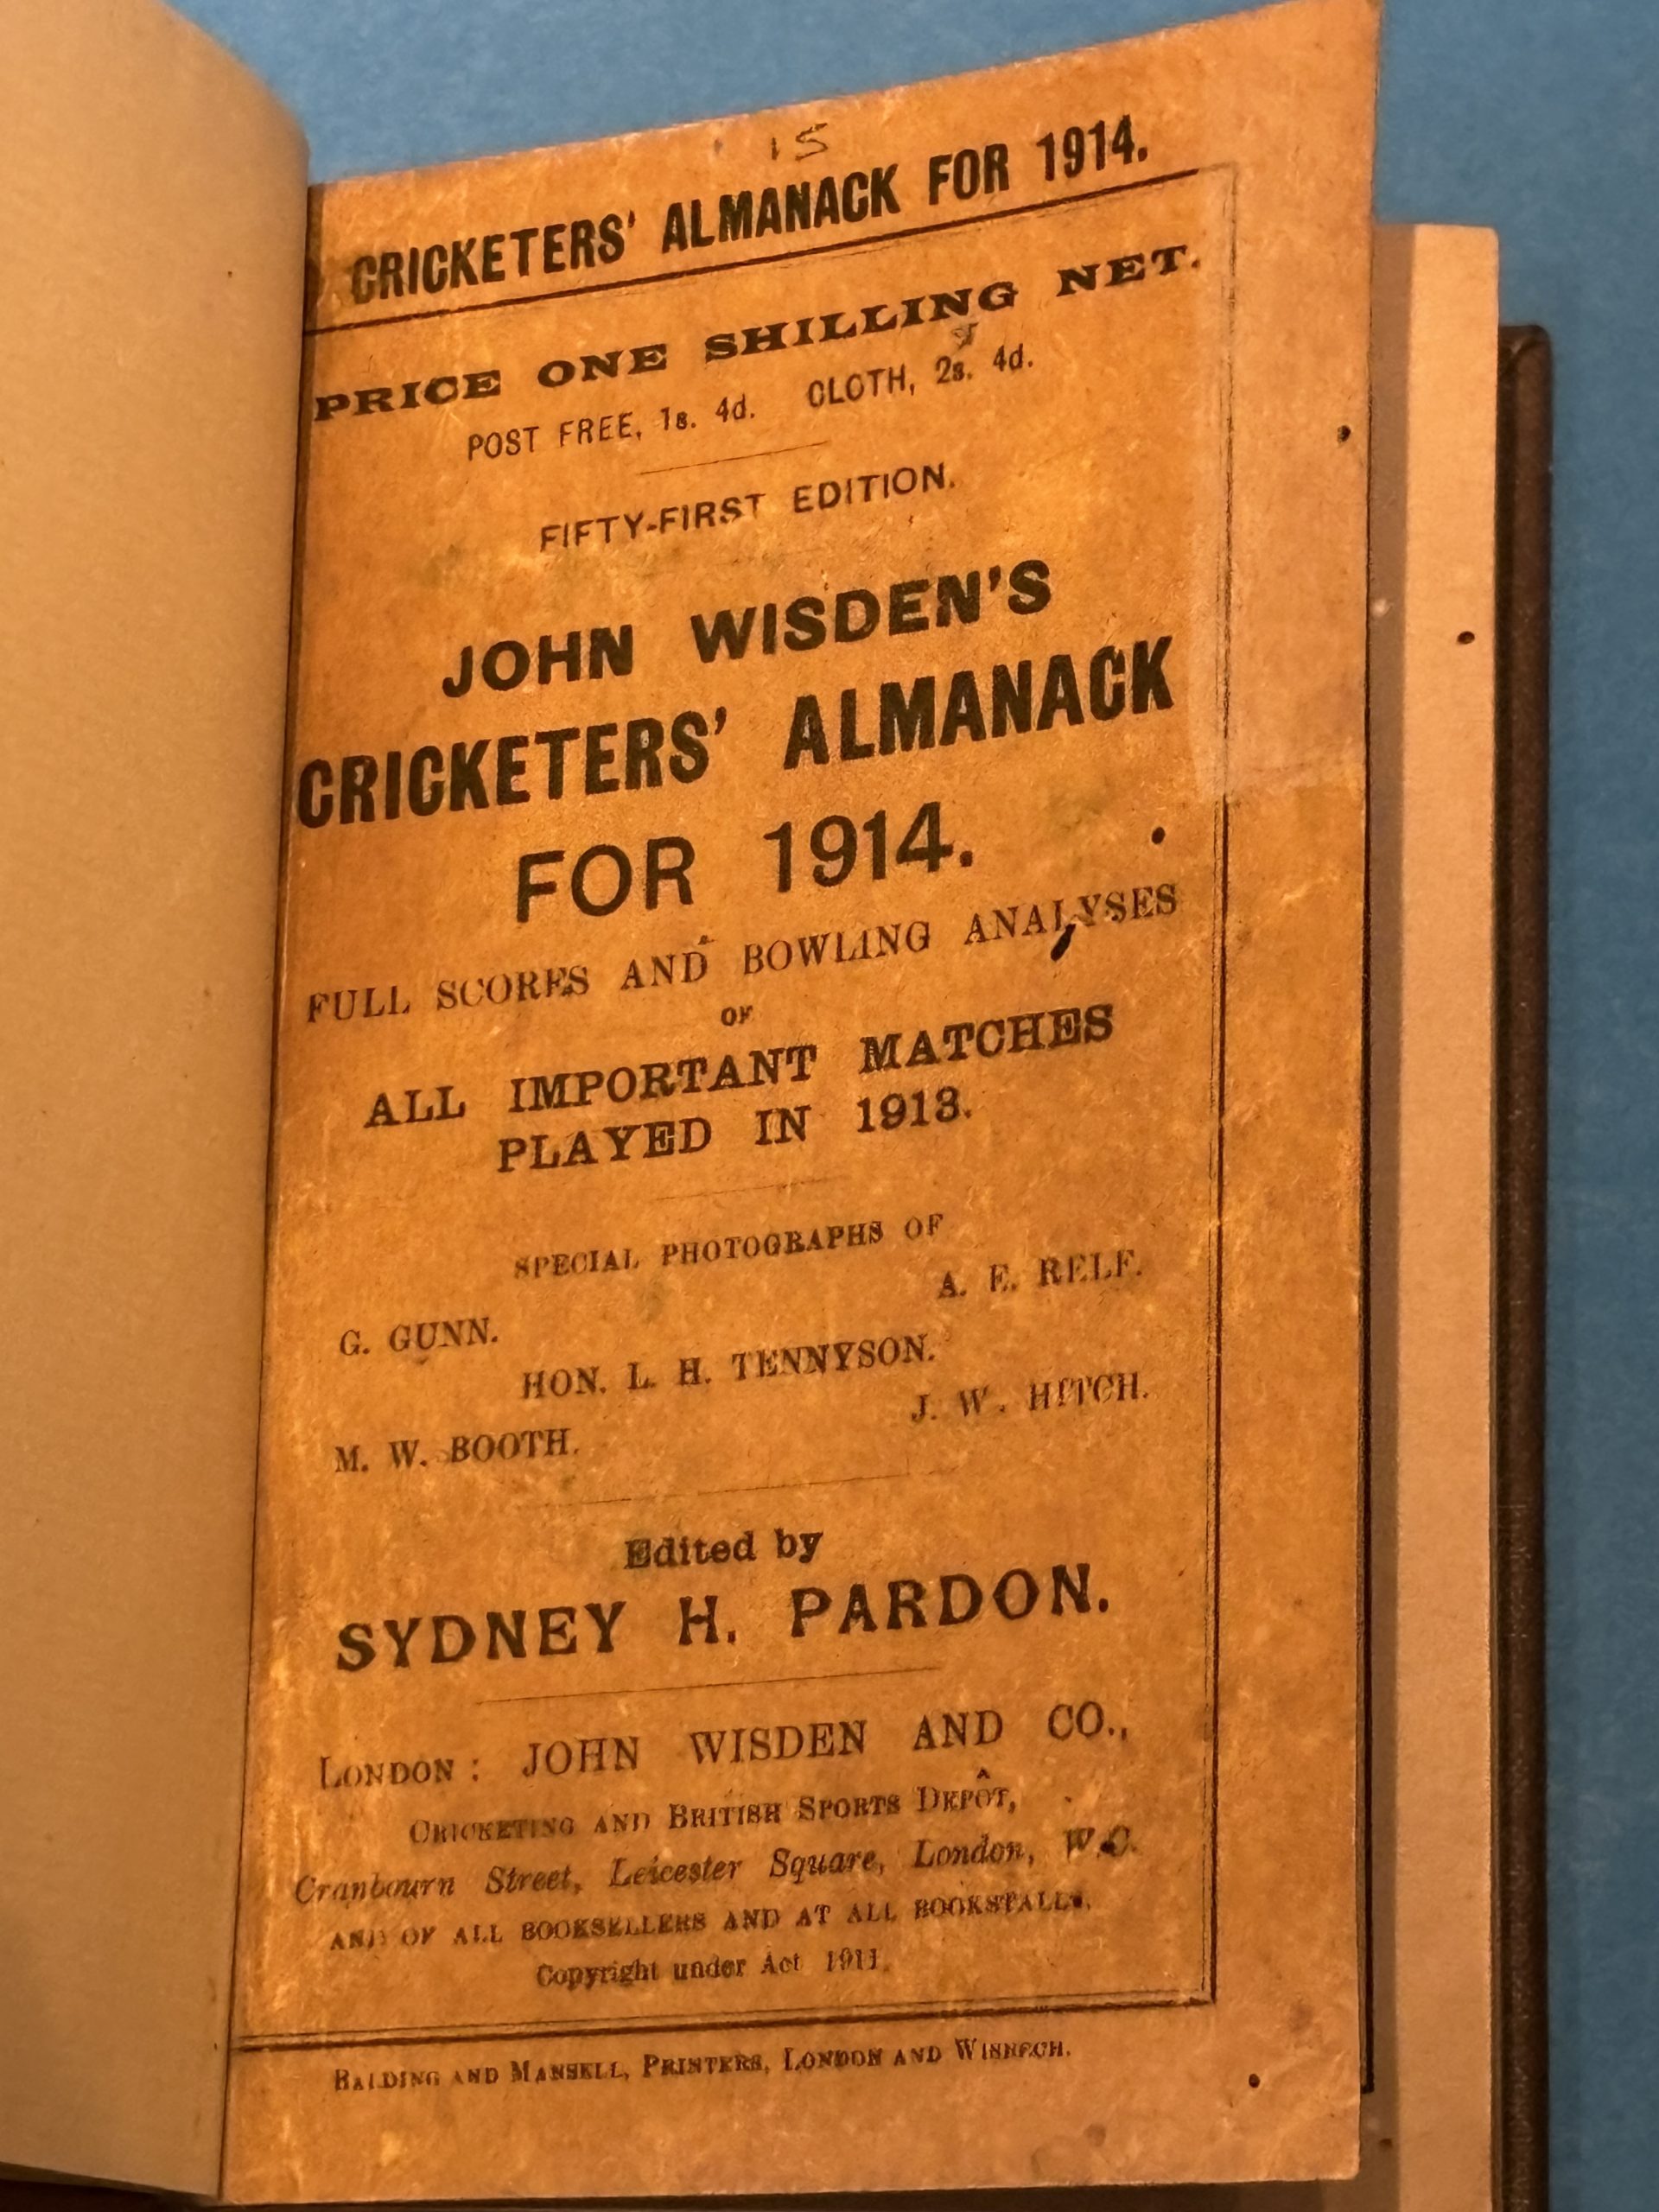 15
CRICKETERS' ALMANACK FOR 1914.
PRICE ONE SHILLING NET.
POST FREE, 1s. 4d. CLOTH, 2s. 4d.
FIFTY-FIRST EDITION.
JOHN WISDEN'S
CRICKETERS' ALMANACK
FOR 1914.
FULL SCORES AND BOWLING ANALYSES
OF
ALL IMPORTANT MATCHES
PLAYED IN 1913.
SPECIAL PHOTOGRAPHS OF
G. GUNN. A. E. RELF.
HON. L. H. TENNYSON.
M. W. BOOTH. J. W. HITCH.
Edited by
SYDNEY H. PARDON.
LONDON: JOHN WISDEN AND CO.,
CRICKETING AND BRITISH SPORTS DEPÔT,
Cranbourn Street, Leicester Square, London, W.C.
AND OF ALL BOOKSELLERS AND AT ALL BOOKSTALLS.
Copyright under Act 1911.
BALDING AND MANSELL, PRINTERS, LONDON AND WISBECH.